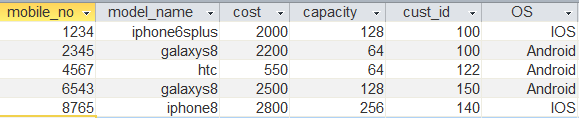 mobile_no model_name cost capacity cust_id OS
1234 iphone6splus 2000 128 100 IOS
2345 galaxys8 2200 64 100 Android
4567 htc 550 64 122 Android
6543 galaxys8 2500 128 150 Android
8765 iphone8 2800 256 140 IOS